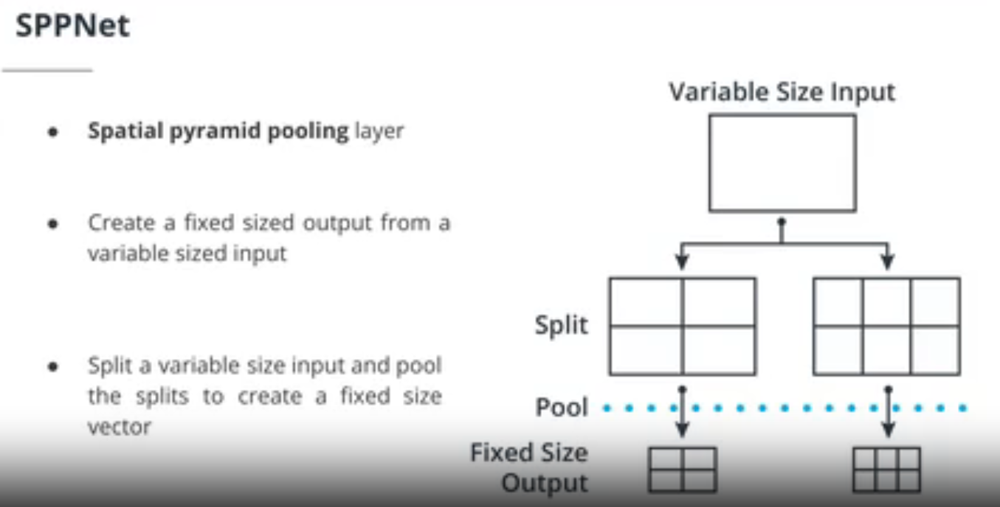 SPPNet
Spatial pyramid pooling layer
Create a fixed sized output from a
variable sized input
Split a variable size input and pool
the splits to create a fixed size
vector
Variable Size Input
Split
Pool
Fixed Size
Output